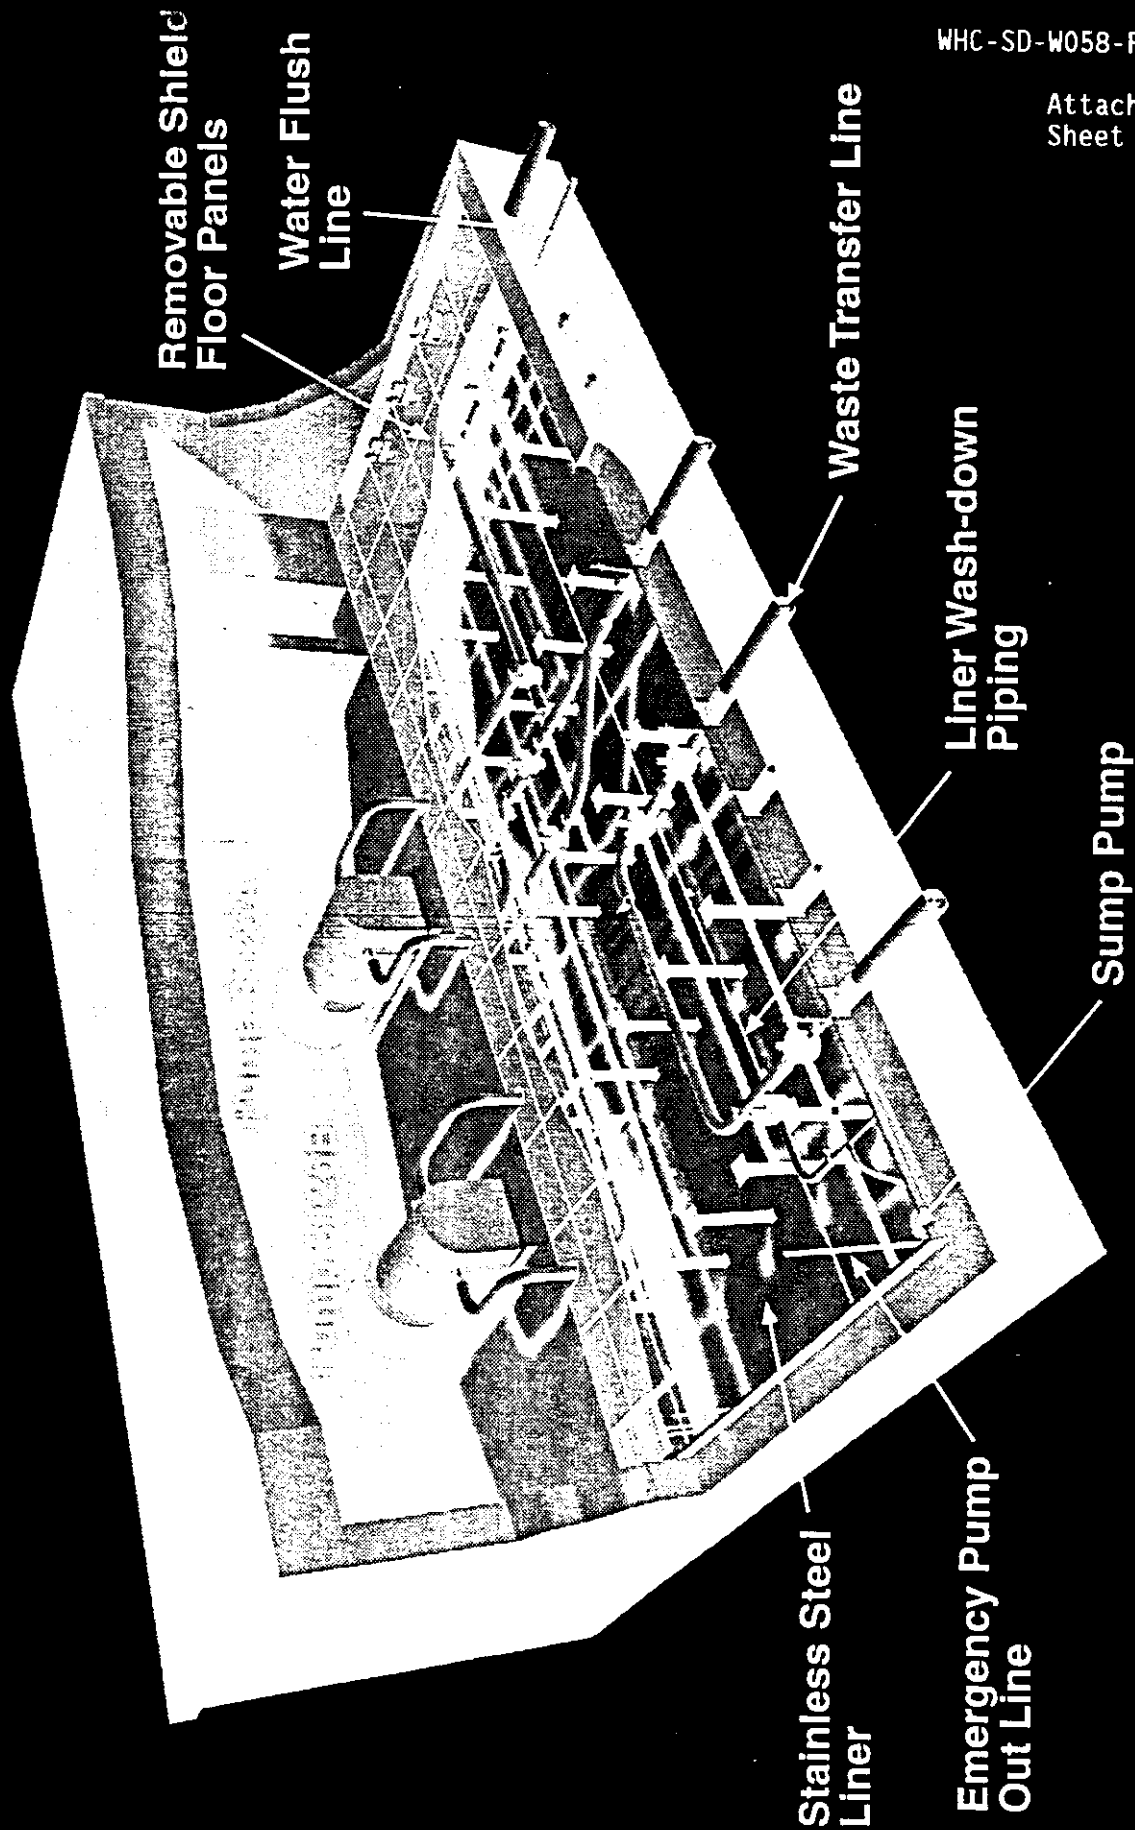 WHC-SD-W058-F
Attach
Sheet
Removable Shield
Floor Panels
Water Flush
Line
Waste Transfer Line
Liner Wash-down
Piping
Sump Pump
Stainless Steel
Liner
Emergency Pump
Out Line